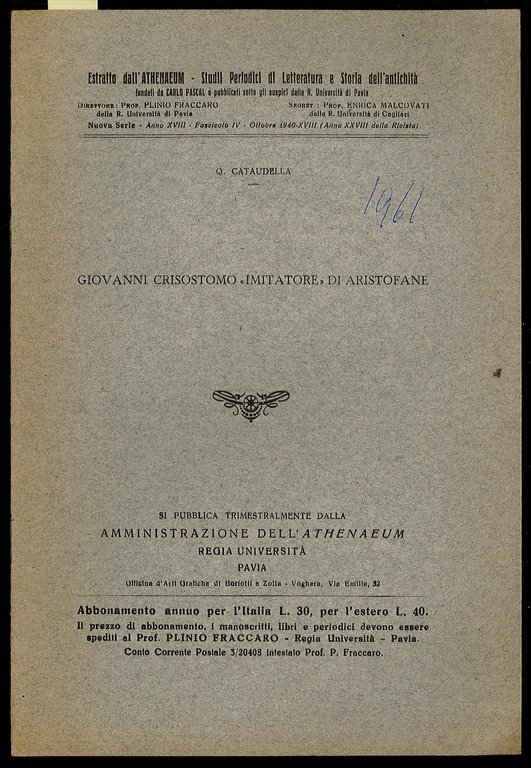 Estratto dall'ATHENAEUM - Studii Periodici di Letteratura e Storia dell'antichità
fondati da CARLO PASCAL e pubblicati sotto gli auspici della R. Università di Pavia
DIRETTORE: PROF. PLINIO FRACCARO
della R. Università di Pavia
SEGRET.: PROF. ENRICA MALCOVATI
della R. Università di Cagliari
Nuova Serie - Anno XVIII - Fascicolo IV - Ottobre 1940-XVIII (Anno XXVIII della Rivista)
Q. CATAUDELLA
1961
GIOVANNI CRISOSTOMO «IMITATORE» DI ARISTOFANE
SI PUBBLICA TRIMESTRALMENTE DALLA
AMMINISTRAZIONE DELL'ATHENAEUM
REGIA UNIVERSITÀ
PAVIA
Officina d'Arti Grafiche di Boriotti e Zolla - Voghera, Via Emilia, 32
Abbonamento annuo per l'Italia L. 30, per l'estero L. 40.
Il prezzo di abbonamento, i manoscritti, libri e periodici devono essere
spediti al Prof. PLINIO FRACCARO - Regia Università - Pavia.
Conto Corrente Postale 3/20408 intestato Prof. P. Fraccaro.